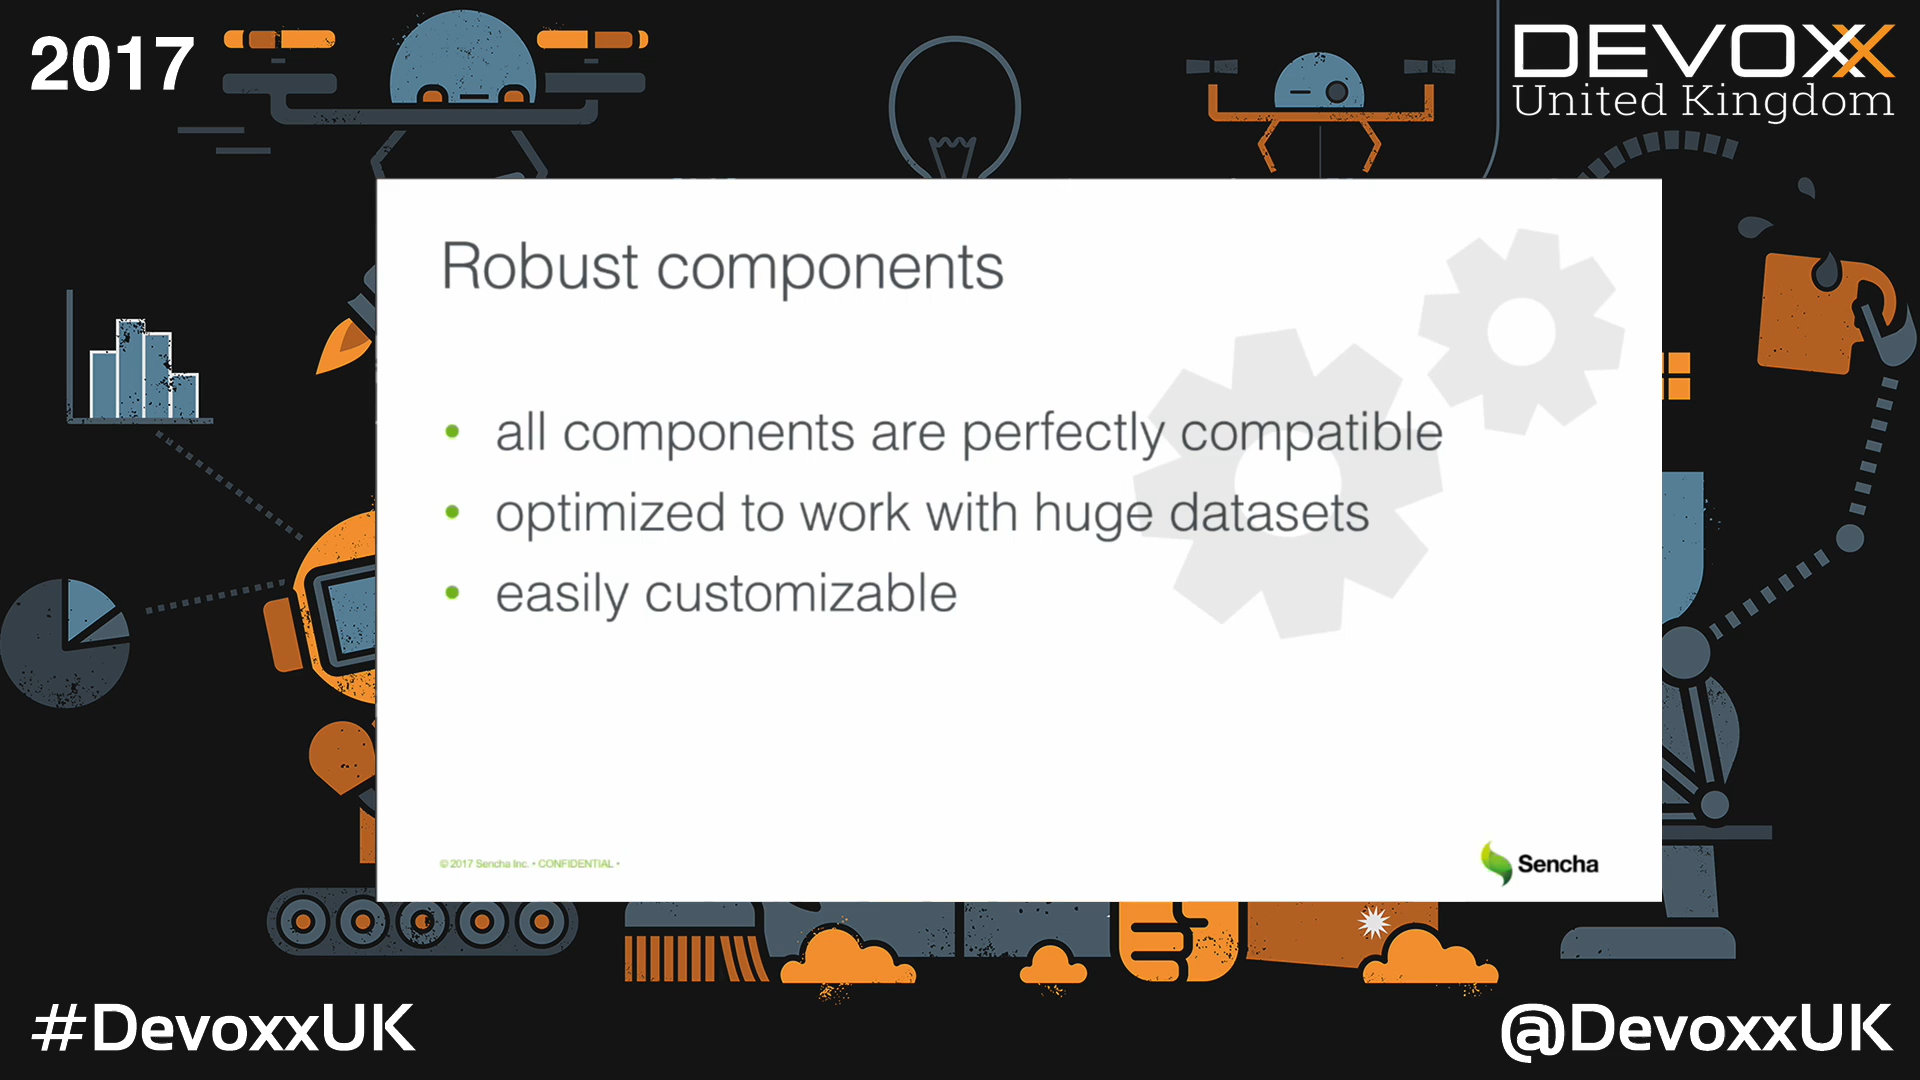 2017
DEVOXX
United Kingdom
Robust components
• all components are perfectly compatible
• optimized to work with huge datasets
• easily customizable
© 2017 Sencha Inc. • CONFIDENTIAL •
Sencha
#DevoxxUK
@DevoxxUK